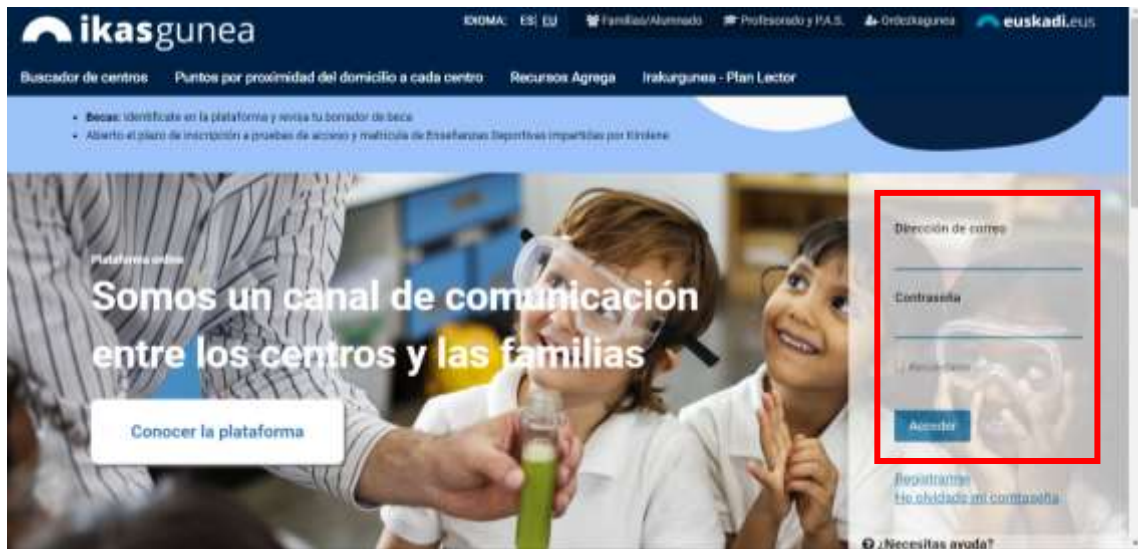 ikasgunea
IDIOMA: ES| EU Familias/Alumnado Profesorado y P.A.S. Ordezkagunea euskadi.eus
Buscador de centros Puntos por proximidad del domicilio a cada centro Recursos Agrega Irakurgunea - Plan Lector
• Becas: Identifícate en la plataforma y revisa tu borrador de beca
• Abierto el plazo de inscripción a pruebas de acceso y matrícula de Enseñanzas Deportivas impartidas por Kirolene
Plataforma online
Somos un canal de comunicación
entre los centros y las familias
Conocer la plataforma
Dirección de correo
Contraseña
Recuérdame
Acceder
Registrarme
He olvidado mi contraseña
¿Necesitas ayuda?